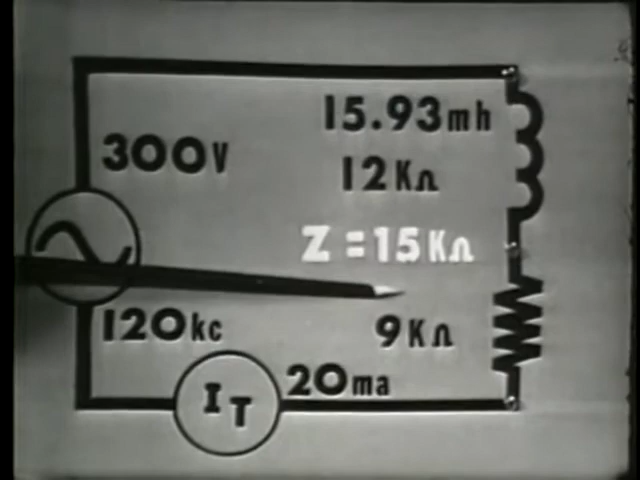 15.93mh
300V
12KΩ
Z = 15KΩ
120kc
9KΩ
20ma
IT